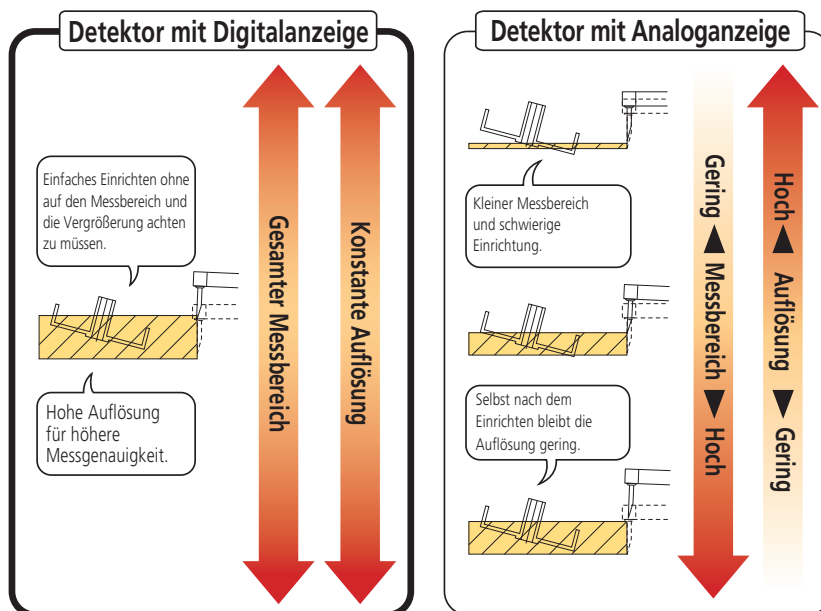 Detektor mit Digitalanzeige
Einfaches Einrichten ohne
auf den Messbereich und
die Vergrößerung achten
zu müssen.
Hohe Auflösung
für höhere
Messgenauigkeit.
Gesamter Messbereich
Konstante Auflösung
Detektor mit Analoganzeige
Kleiner Messbereich
und schwierige
Einrichtung.
Selbst nach dem
Einrichten bleibt die
Auflösung gering.
Gering ◀ Messbereich ▶ Hoch
Hoch ◀ Auflösung ▶ Gering